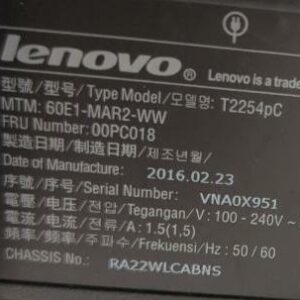 lenovo® Lenovo is a trade
型號/型号/Type Model/모델명: T2254pC
MTM: 60E1-MAR2-WW
FRU Number: 00PC018
製造日期/制造日期/제조년월/
Date of Manufacture: 2016.02.23
序號/序号/Serial Number: VNA0X951
電壓/电压/전압/Tegangan/V: 100-240V~
電流/电流/전류/A: 1.5(1,5)
頻率/频率/주파수/Frekuensi/Hz: 50/60
CHASSIS No.: RA22WLCABNS